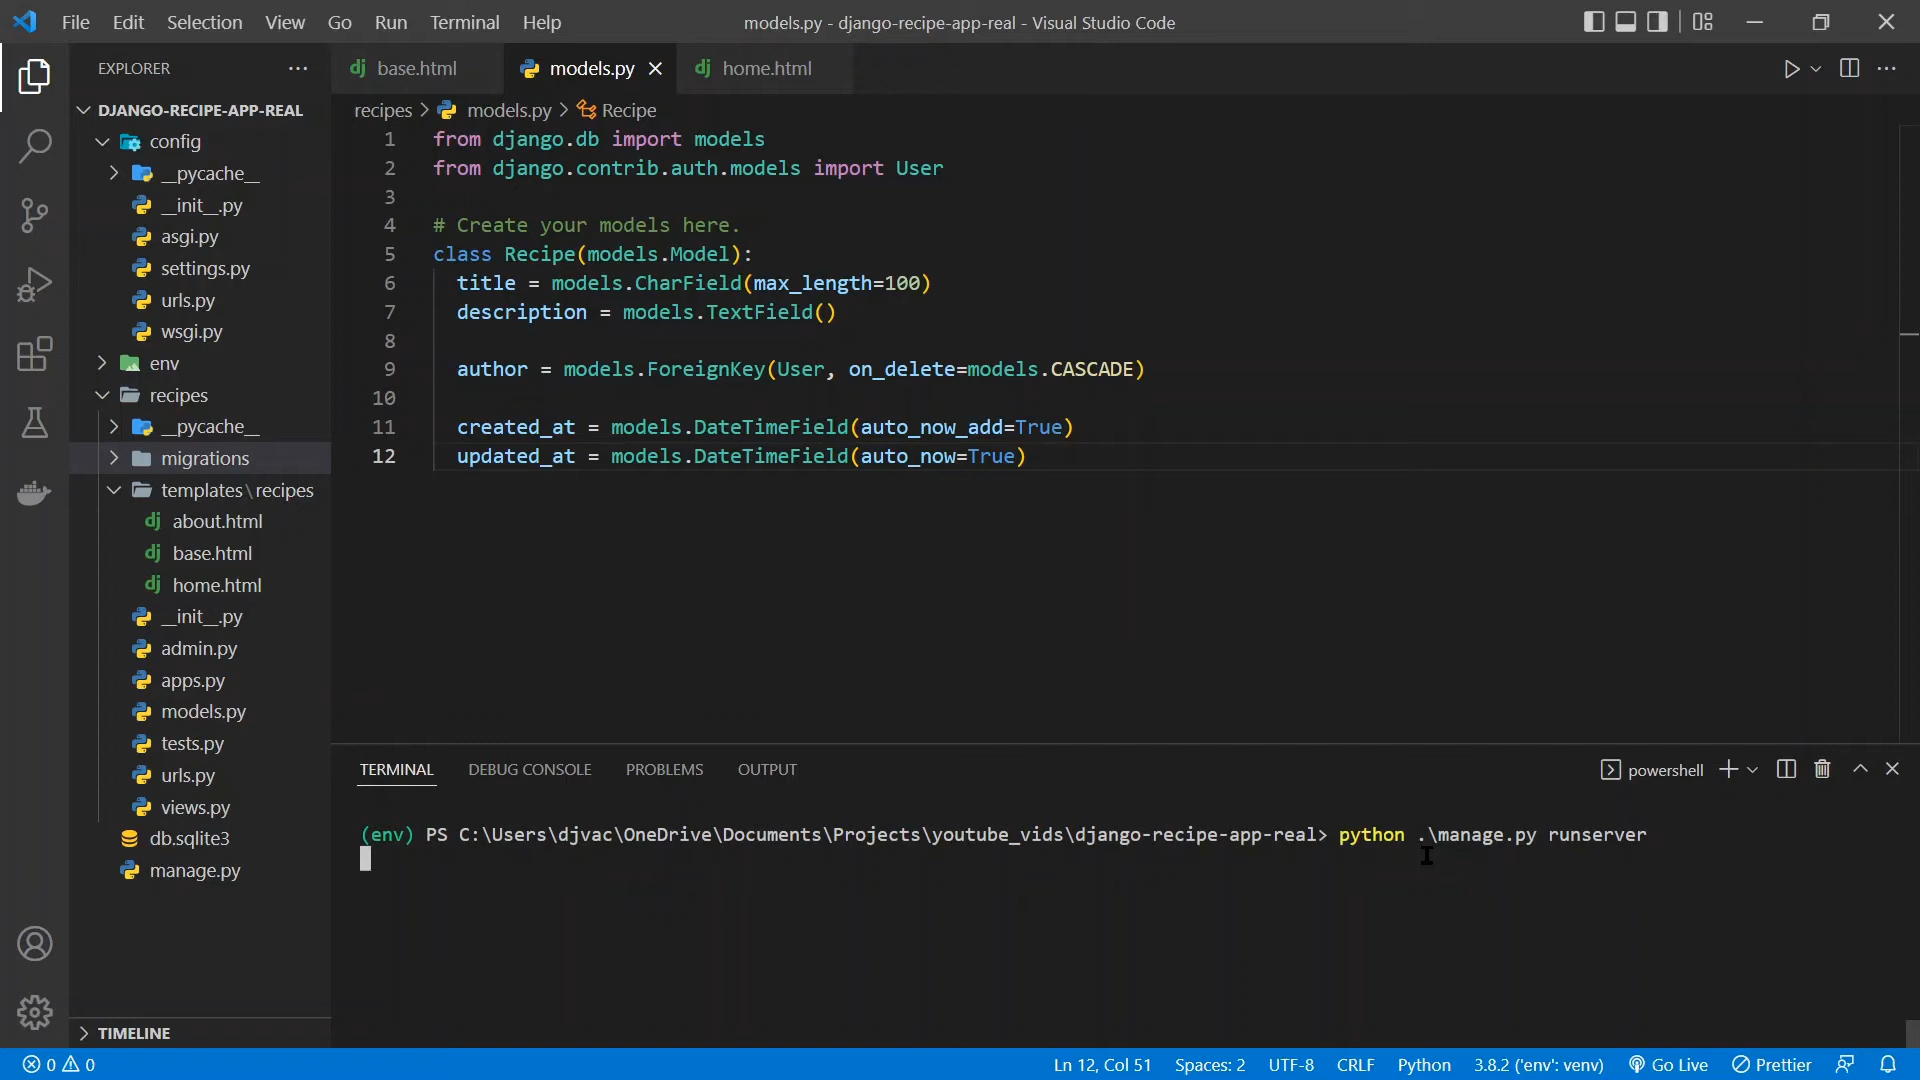 File Edit Selection View Go Run Terminal Help
models.py - django-recipe-app-real - Visual Studio Code
EXPLORER
base.html
models.py
home.html
DJANGO-RECIPE-APP-REAL
config
__pycache__
__init__.py
asgi.py
settings.py
urls.py
wsgi.py
env
recipes
__pycache__
migrations
templates\recipes
about.html
base.html
home.html
__init__.py
admin.py
apps.py
models.py
tests.py
urls.py
views.py
db.sqlite3
manage.py
TIMELINE
recipes > models.py > Recipe
1 from django.db import models
2 from django.contrib.auth.models import User
3
4 # Create your models here.
5 class Recipe(models.Model):
6 title = models.CharField(max_length=100)
7 description = models.TextField()
8
9 author = models.ForeignKey(User, on_delete=models.CASCADE)
10
11 created_at = models.DateTimeField(auto_now_add=True)
12 updated_at = models.DateTimeField(auto_now=True)
TERMINAL DEBUG CONSOLE PROBLEMS OUTPUT
powershell
(env) PS C:\Users\djvac\OneDrive\Documents\Projects\youtube_vids\django-recipe-app-real> python .\manage.py runserver
0 0
Ln 12, Col 51 Spaces: 2 UTF-8 CRLF Python 3.8.2 ('env': venv) Go Live Prettier